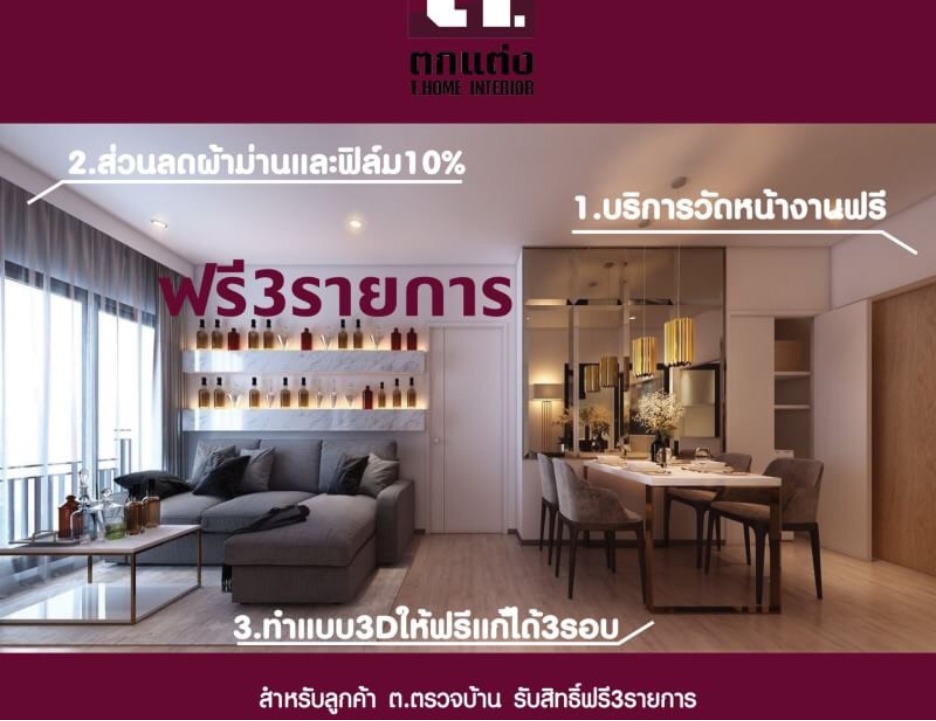 ต.
ตกแต่ง
T.HOME INTERIOR
2.ส่วนลดผ้าม่านและฟิล์ม10%
1.บริการวัดหน้างานฟรี
ฟรี3รายการ
3.ทำแบบ3Dให้ฟรีแก้ได้3รอบ
สำหรับลูกค้า ต.ตรวจบ้าน รับสิทธิ์ฟรี3รายการ